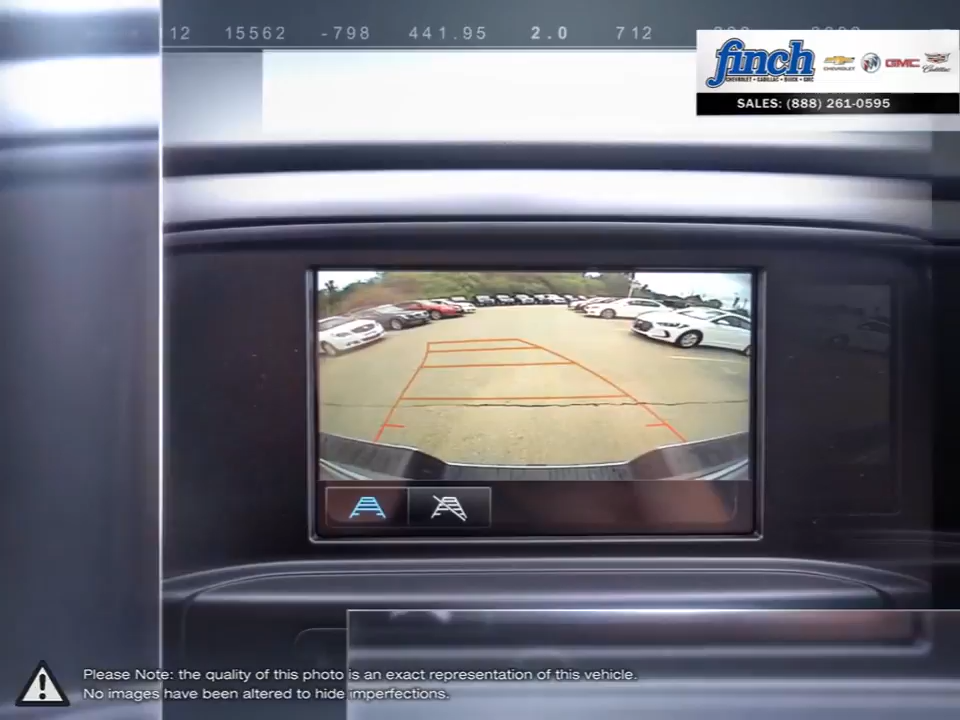 12 15562 -798 441.95 2.0 712
finch
CHEVROLET • CADILLAC • BUICK • GMC
CHEVROLET
GMC
Cadillac
SALES: (888) 261-0595
Please Note: the quality of this photo is an exact representation of this vehicle.
No images have been altered to hide imperfections.